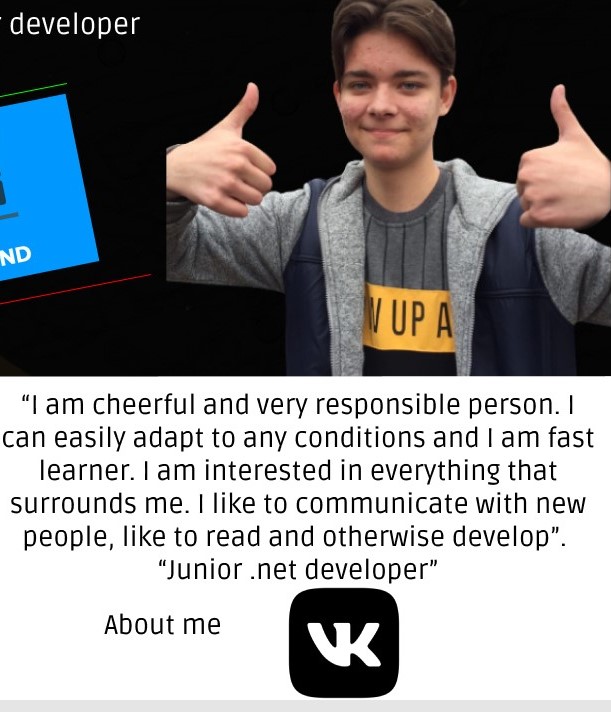 developer
ND
N UP A
“I am cheerful and very responsible person. I
can easily adapt to any conditions and I am fast
learner. I am interested in everything that
surrounds me. I like to communicate with new
people, like to read and otherwise develop”.
“Junior .net developer”
About me
VK